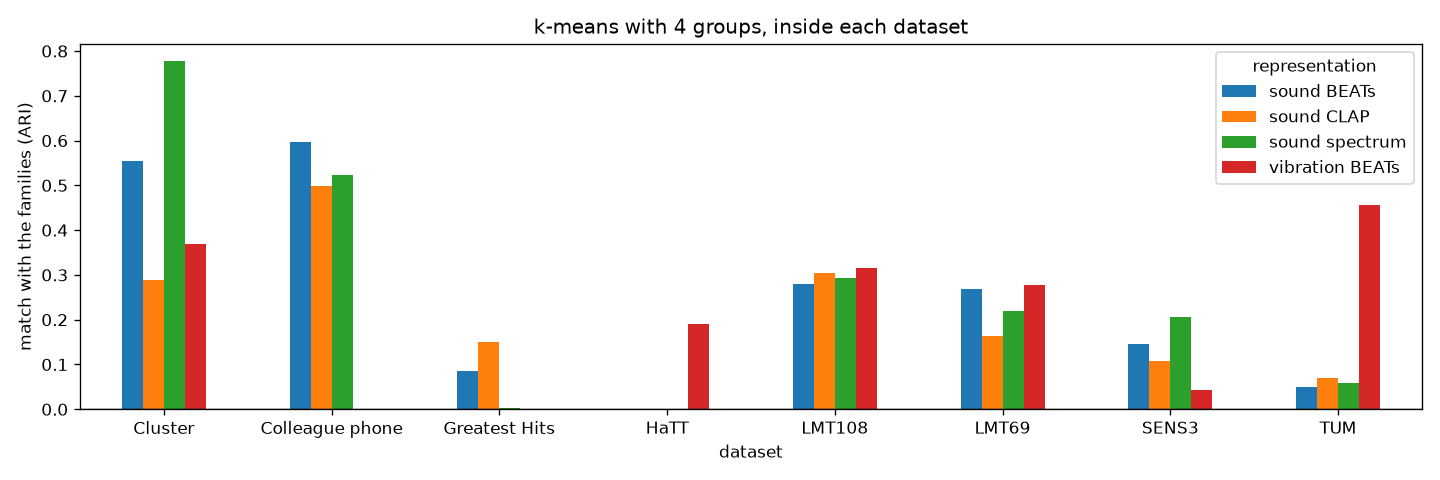 k-means with 4 groups, inside each dataset
match with the families (ARI)
0.8
0.7
0.6
0.5
0.4
0.3
0.2
0.1
0.0
representation
sound BEATs
sound CLAP
sound spectrum
vibration BEATs
Cluster
Colleague phone
Greatest Hits
HaTT
LMT108
LMT69
SENS3
TUM
dataset